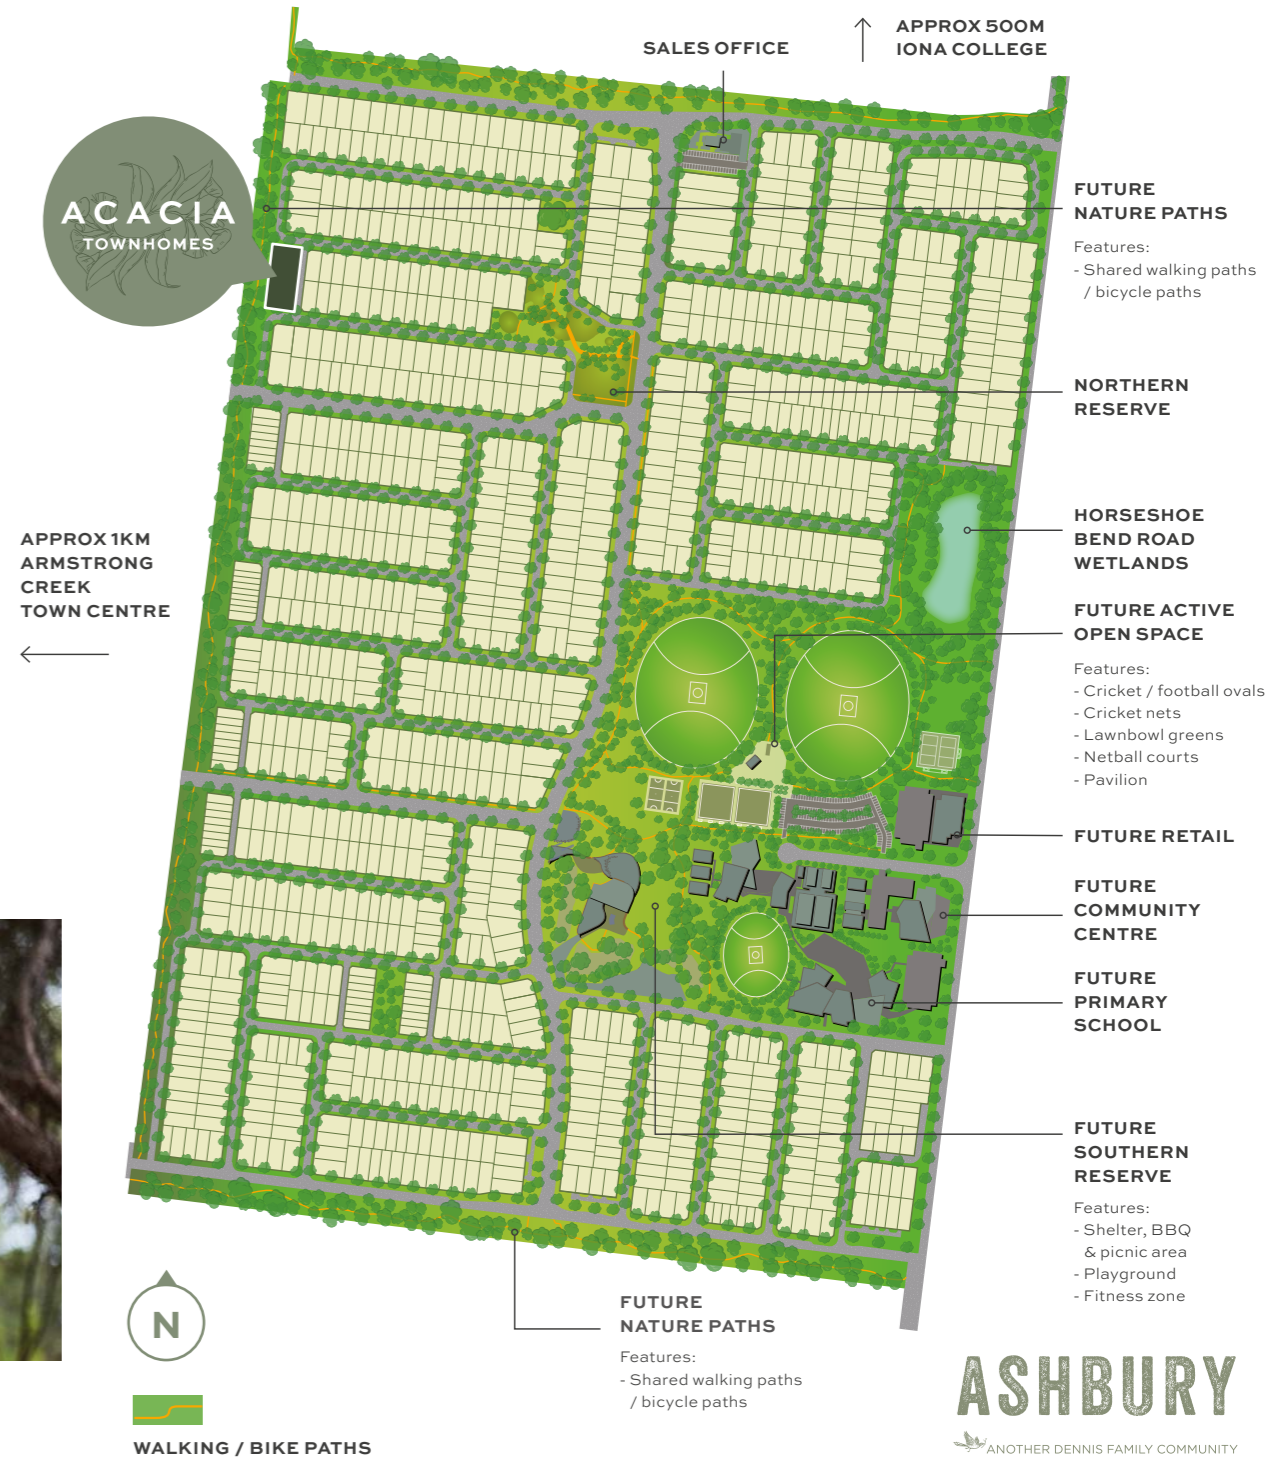 SALES OFFICE
APPROX 500M
IONA COLLEGE
ACACIA
TOWNHOMES
FUTURE
NATURE PATHS
Features:
- Shared walking paths
/ bicycle paths
NORTHERN
RESERVE
HORSESHOE
BEND ROAD
WETLANDS
APPROX 1KM
ARMSTRONG
CREEK
TOWN CENTRE
FUTURE ACTIVE
OPEN SPACE
Features:
- Cricket / football ovals
- Cricket nets
- Lawnbowl greens
- Netball courts
- Pavilion
FUTURE RETAIL
FUTURE
COMMUNITY
CENTRE
FUTURE
PRIMARY
SCHOOL
FUTURE
SOUTHERN
RESERVE
Features:
- Shelter, BBQ
& picnic area
- Playground
- Fitness zone
N
FUTURE
NATURE PATHS
Features:
- Shared walking paths
/ bicycle paths
WALKING / BIKE PATHS
ASHBURY
ANOTHER DENNIS FAMILY COMMUNITY